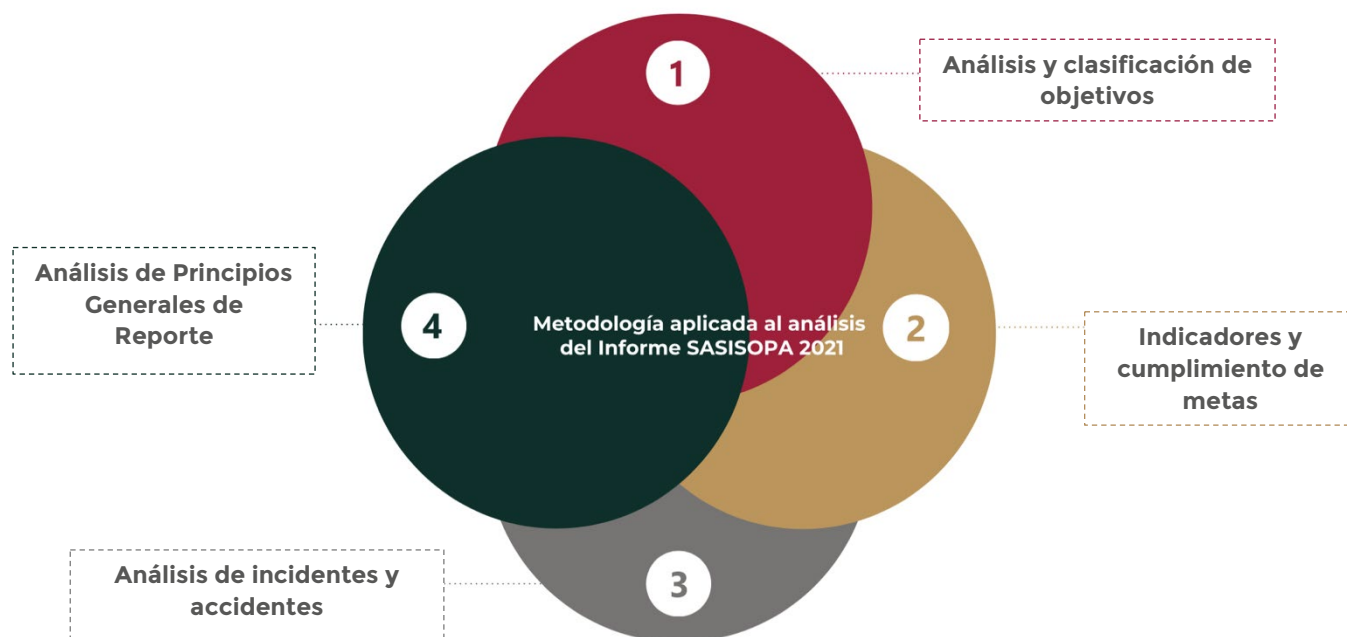 1
Análisis y clasificación de
objetivos
Análisis de Principios
Generales de
Reporte
4
Metodología aplicada al análisis
del Informe SASISOPA 2021
2
Indicadores y
cumplimiento de
metas
Análisis de incidentes y
accidentes
3